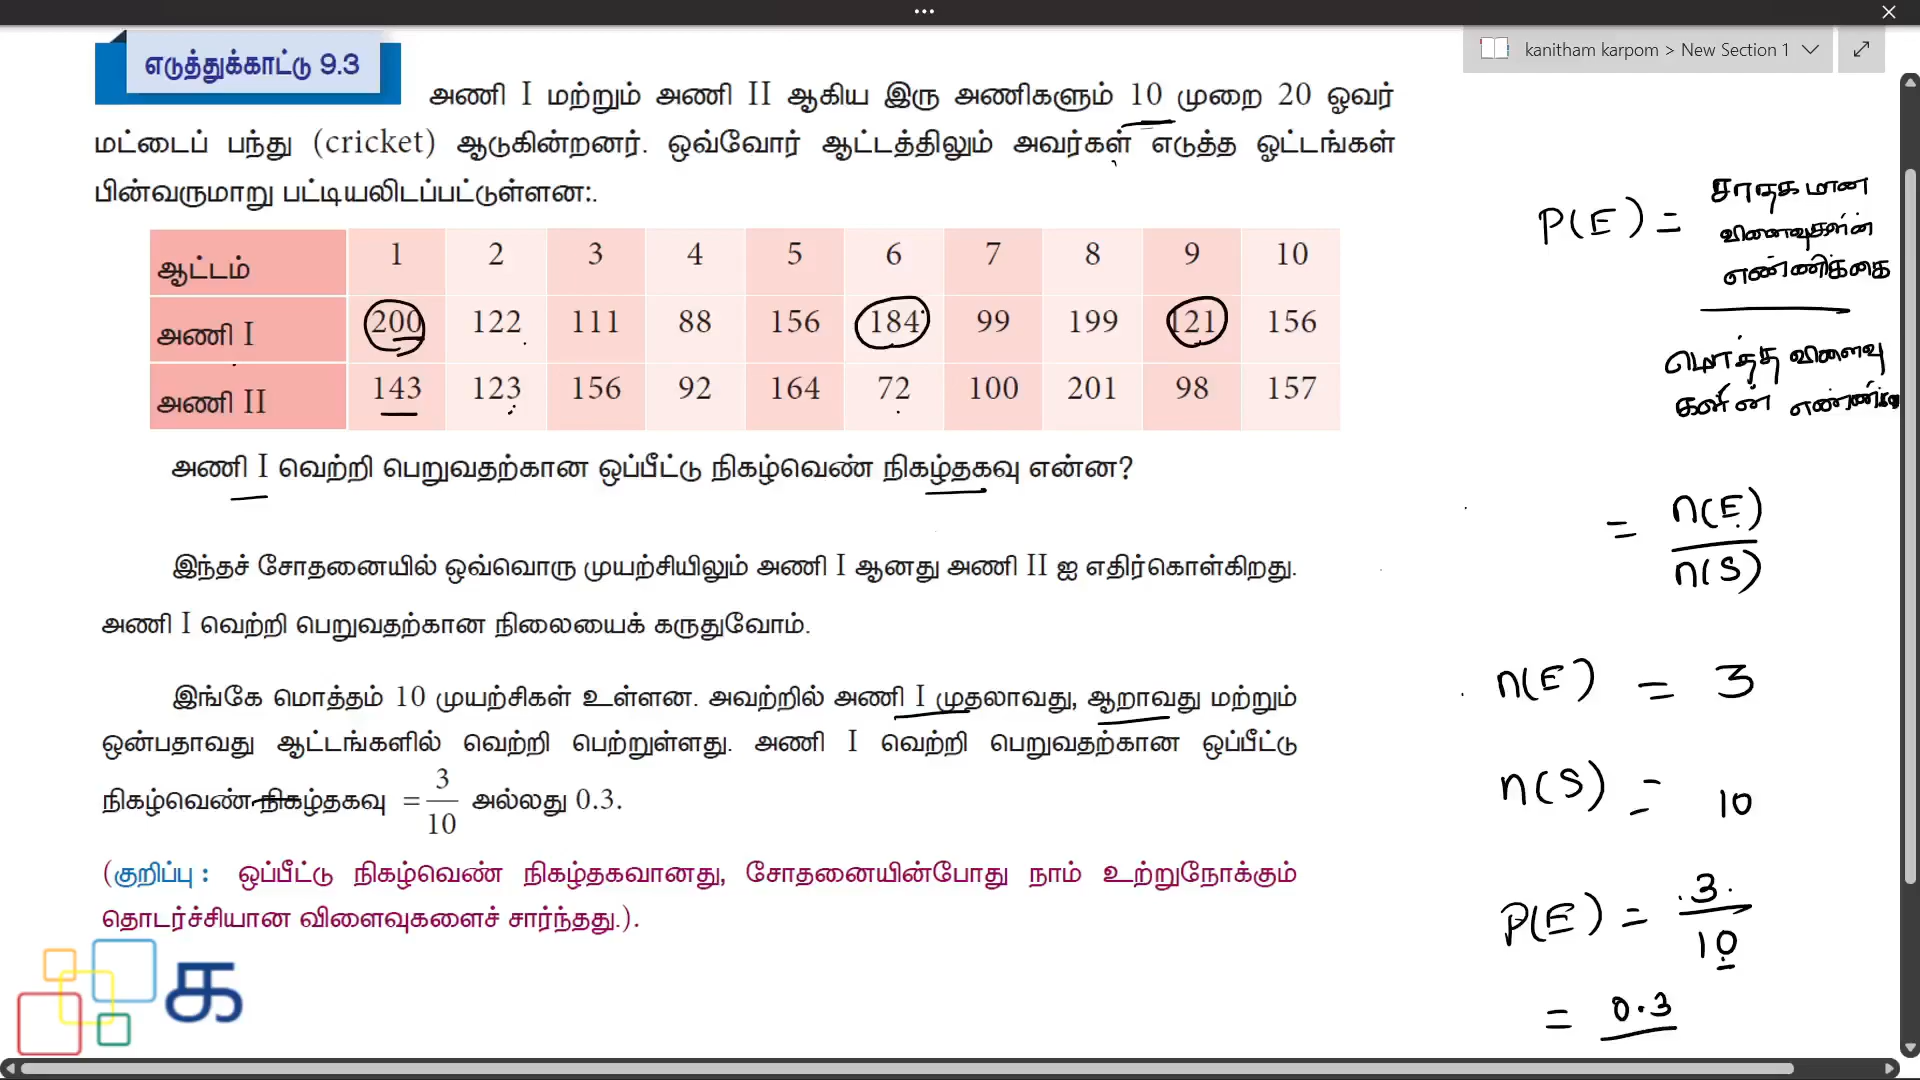 kanitham karpom > New Section 1
எடுத்துக்காட்டு 9.3
அணி I மற்றும் அணி II ஆகிய இரு அணிகளும் 10 முறை 20 ஓவர்
மட்டைப் பந்து (cricket) ஆடுகின்றனர். ஒவ்வோர் ஆட்டத்திலும் அவர்கள் எடுத்த ஓட்டங்கள்
பின்வருமாறு பட்டியலிடப்பட்டுள்ளன:.
ஆட்டம் 1 2 3 4 5 6 7 8 9 10
அணி I 200 122 111 88 156 184 99 199 121 156
அணி II 143 123 156 92 164 72 100 201 98 157
அணி I வெற்றி பெறுவதற்கான ஒப்பீட்டு நிகழ்வெண் நிகழ்தகவு என்ன?
இந்தச் சோதனையில் ஒவ்வொரு முயற்சியிலும் அணி I ஆனது அணி II ஐ எதிர்கொள்கிறது.
அணி I வெற்றி பெறுவதற்கான நிலையைக் கருதுவோம்.
இங்கே மொத்தம் 10 முயற்சிகள் உள்ளன. அவற்றில் அணி I முதலாவது, ஆறாவது மற்றும்
ஒன்பதாவது ஆட்டங்களில் வெற்றி பெற்றுள்ளது. அணி I வெற்றி பெறுவதற்கான ஒப்பீட்டு
நிகழ்வெண் நிகழ்தகவு = 3/10 அல்லது 0.3.
(குறிப்பு : ஒப்பீட்டு நிகழ்வெண் நிகழ்தகவானது, சோதனையின்போது நாம் உற்றுநோக்கும்
தொடர்ச்சியான விளைவுகளைச் சார்ந்தது.).
க
P(E) = சாதகமான
விளைவுகளின்
எண்ணிக்கை
மொத்த விளைவு
களின்
= n(E)/n(S)
n(E) = 3
n(S) = 10
P(E) = 3/10
= 0.3